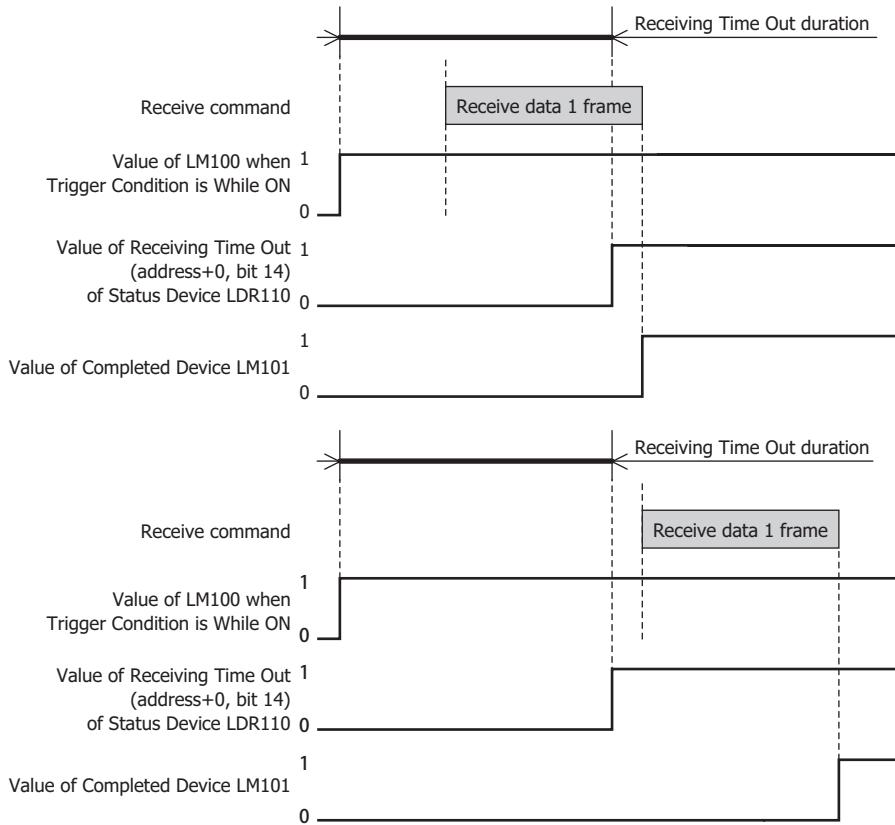 Receiving Time Out duration
Receive command
Receive data 1 frame
Value of LM100 when
Trigger Condition is While ON
1
0
Value of Receiving Time Out
(address+0, bit 14)
of Status Device LDR110
1
0
Value of Completed Device LM101
1
0
Receiving Time Out duration
Receive command
Receive data 1 frame
Value of LM100 when
Trigger Condition is While ON
1
0
Value of Receiving Time Out
(address+0, bit 14)
of Status Device LDR110
1
0
Value of Completed Device LM101
1
0